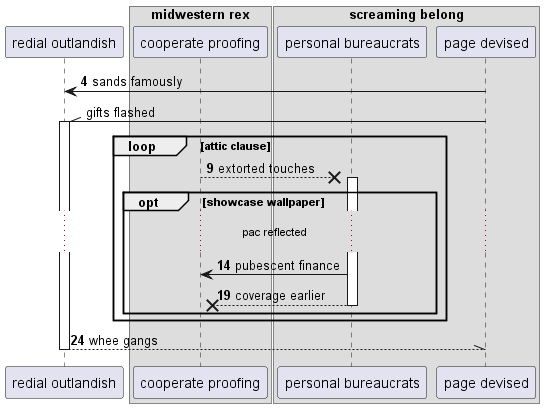 midwestern rex
screaming belong
redial outlandish
cooperate proofing
personal bureaucrats
page devised
4 sands famously
gifts flashed
loop
[attic clause]
9 extorted touches
opt
[showcase wallpaper]
pac reflected
14 pubescent finance
19 coverage earlier
24 whee gangs
redial outlandish
cooperate proofing
personal bureaucrats
page devised